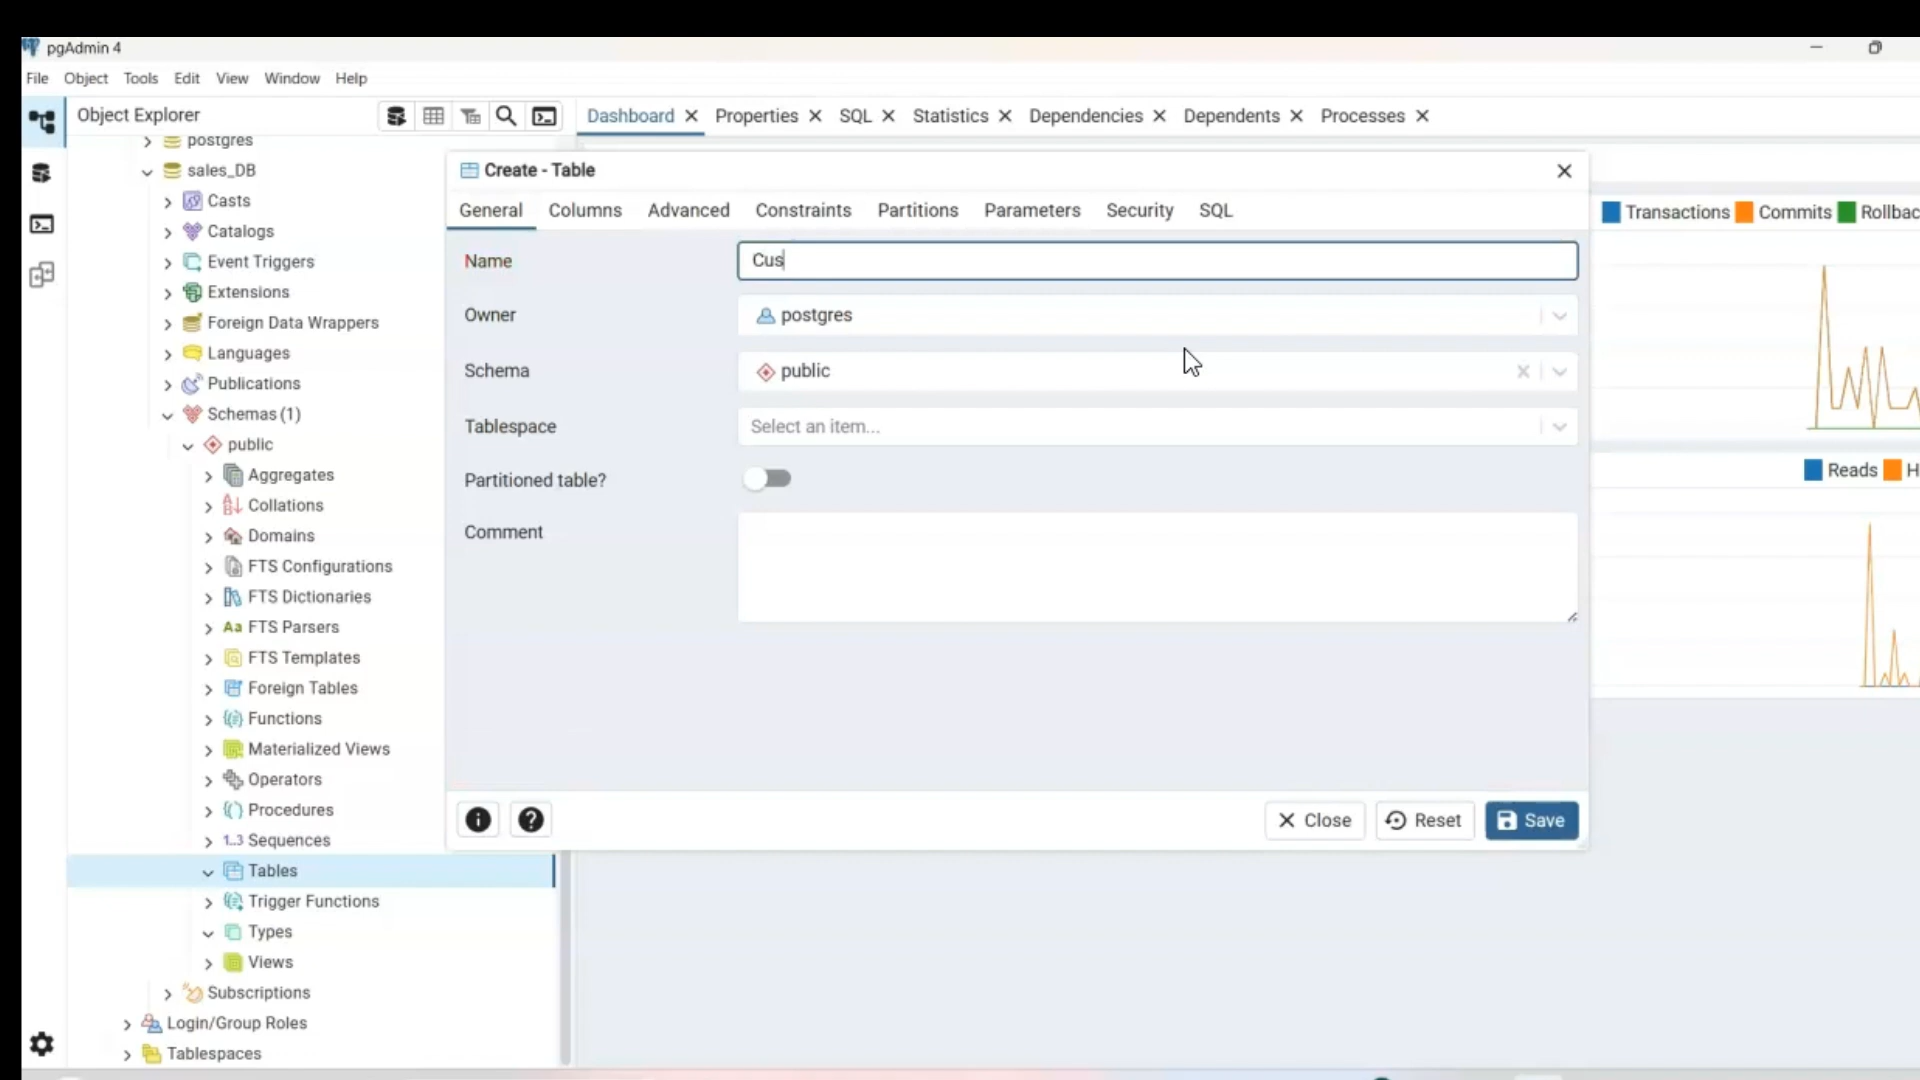 pgAdmin 4
File Object Tools Edit View Window Help
Object Explorer
Dashboard Properties SQL Statistics Dependencies Dependents Processes
postgres
sales_DB
Casts
Catalogs
Event Triggers
Extensions
Foreign Data Wrappers
Languages
Publications
Schemas (1)
public
Aggregates
Collations
Domains
FTS Configurations
FTS Dictionaries
Aa FTS Parsers
FTS Templates
Foreign Tables
Functions
Materialized Views
Operators
Procedures
1..3 Sequences
Tables
Trigger Functions
Types
Views
Subscriptions
Login/Group Roles
Tablespaces
Create - Table
General Columns Advanced Constraints Partitions Parameters Security SQL
Name Cus
Owner postgres
Schema public
Tablespace Select an item...
Partitioned table?
Comment
Close Reset Save
Transactions Commits Rollbac
Reads H